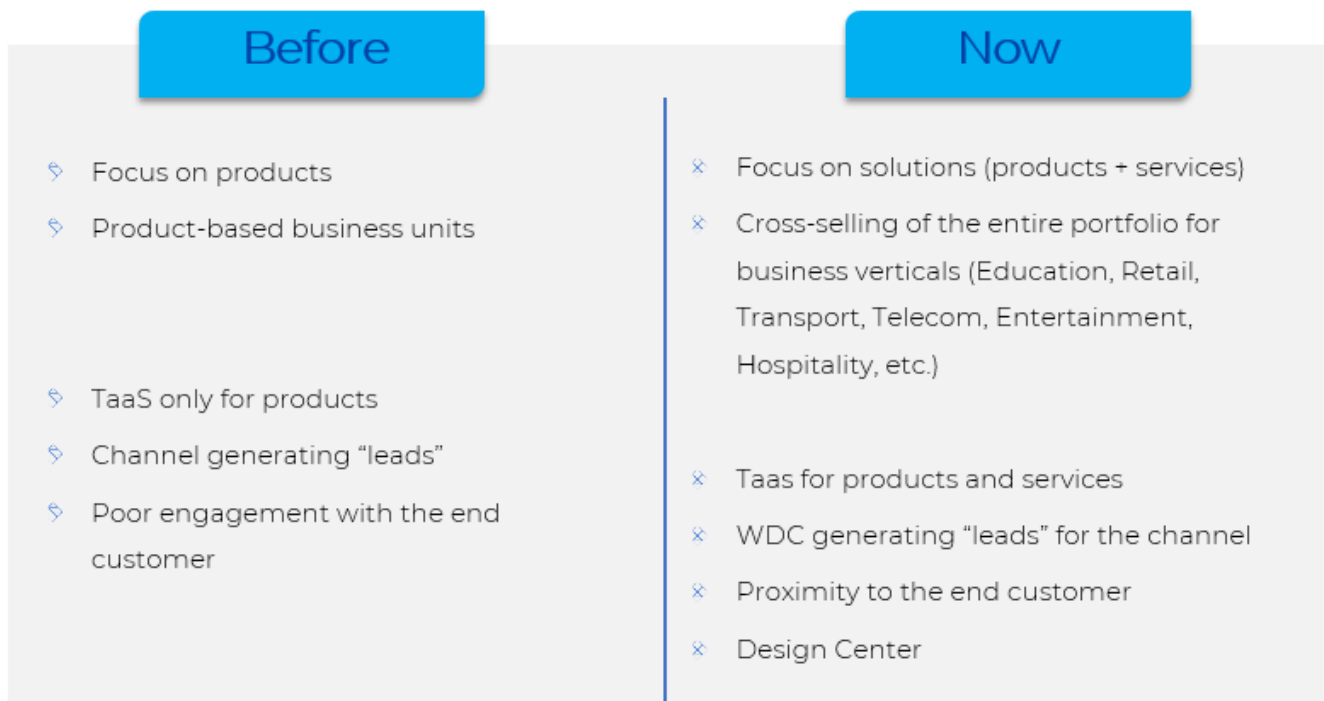 Before
Focus on products
Product-based business units
TaaS only for products
Channel generating “leads”
Poor engagement with the end
customer
Now
Focus on solutions (products + services)
Cross-selling of the entire portfolio for
business verticals (Education, Retail,
Transport, Telecom, Entertainment,
Hospitality, etc.)
Taas for products and services
WDC generating “leads” for the channel
Proximity to the end customer
Design Center